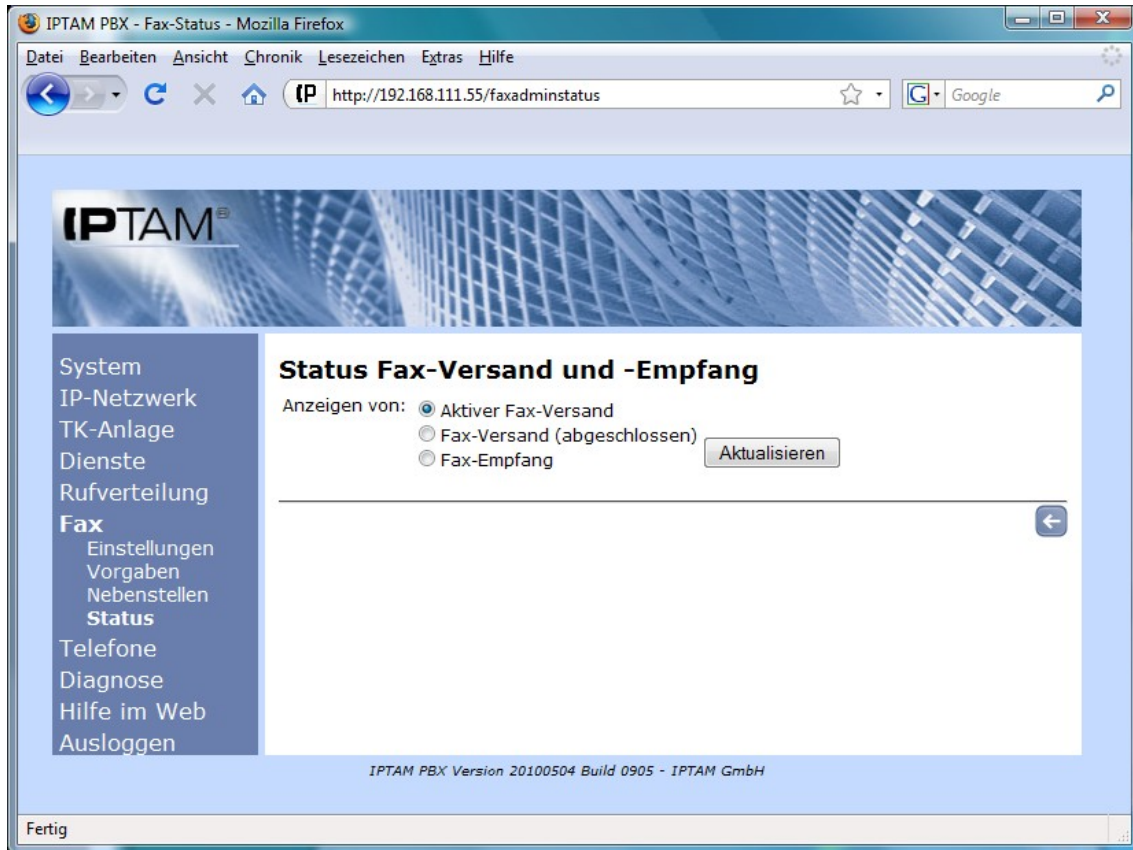 IPTAM PBX - Fax-Status - Mozilla Firefox
Datei Bearbeiten Ansicht Chronik Lesezeichen Extras Hilfe
(IP http://192.168.111.55/faxadminstatus G Google
(IPTAM®
System
IP-Netzwerk
TK-Anlage
Dienste
Rufverteilung
Fax
Einstellungen
Vorgaben
Nebenstellen
Status
Telefone
Diagnose
Hilfe im Web
Ausloggen
Status Fax-Versand und -Empfang
Anzeigen von: Aktiver Fax-Versand
Fax-Versand (abgeschlossen)
Fax-Empfang
Aktualisieren
IPTAM PBX Version 20100504 Build 0905 - IPTAM GmbH
Fertig